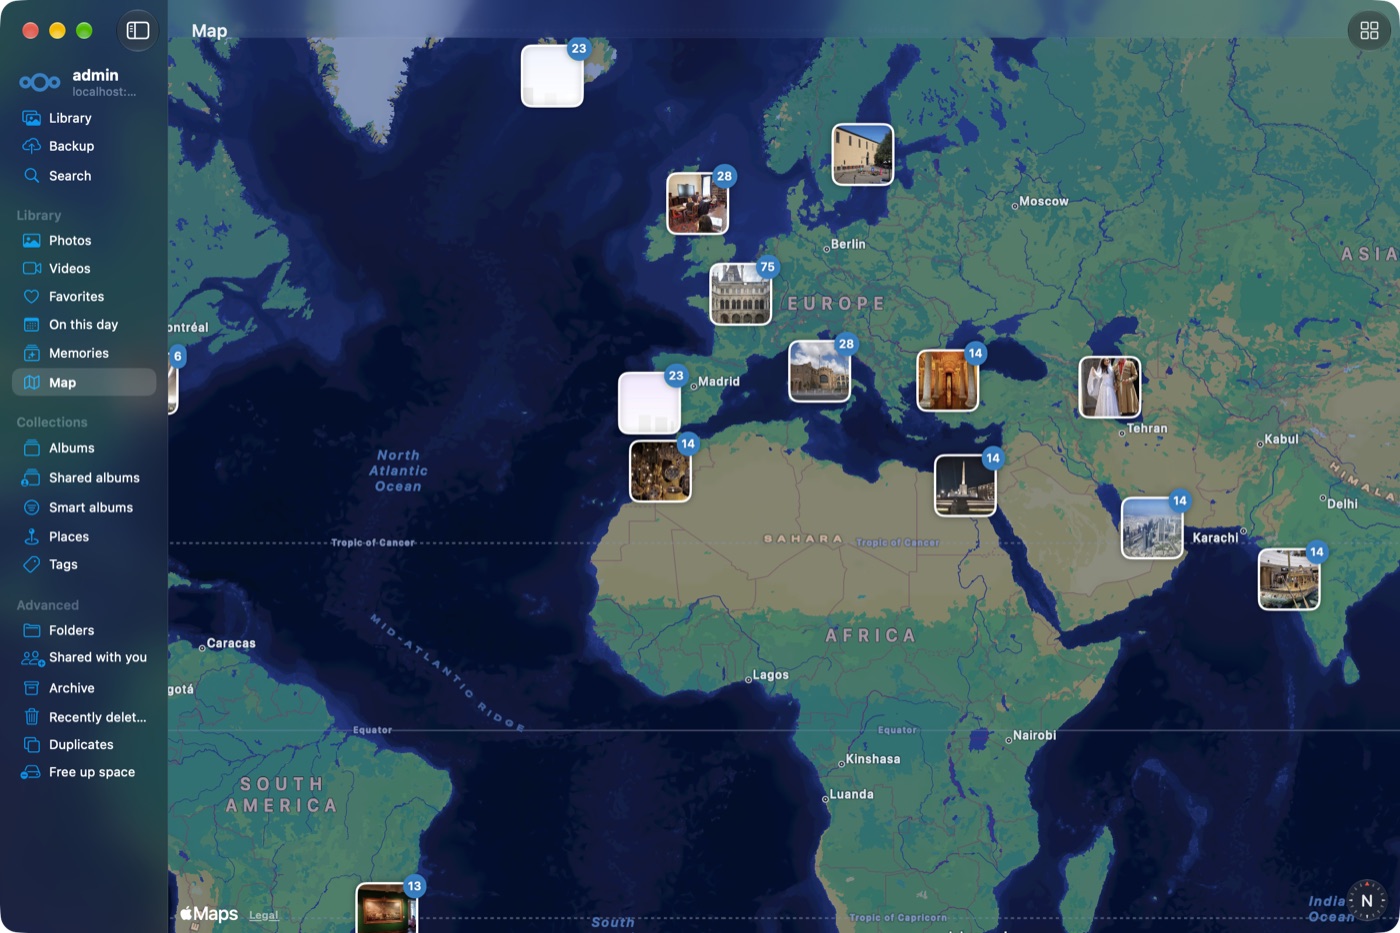 Map
admin
localhost:...
Library
Backup
Search
Library
Photos
Videos
Favorites
On this day
Memories
Map
Collections
Albums
Shared albums
Smart albums
Places
Tags
Advanced
Folders
Shared with you
Archive
Recently delet...
Duplicates
Free up space
23
28
75
28
14
23
14
14
14
14
6
13
Moscow
Berlin
ASIA
EUROPE
ontréal
Madrid
Tehran
Kabul
HIMALA
Delhi
Karachi
North
Atlantic
Ocean
SAHARA
Tropic of Cancer
Tropic of Cancer
MID-ATLANTIC RIDGE
AFRICA
Caracas
gotá
Lagos
Equator
Equator
Nairobi
Kinshasa
Luanda
SOUTH
AMERICA
Maps
Legal
South
Tropic of Capricorn
India
Ocean
N